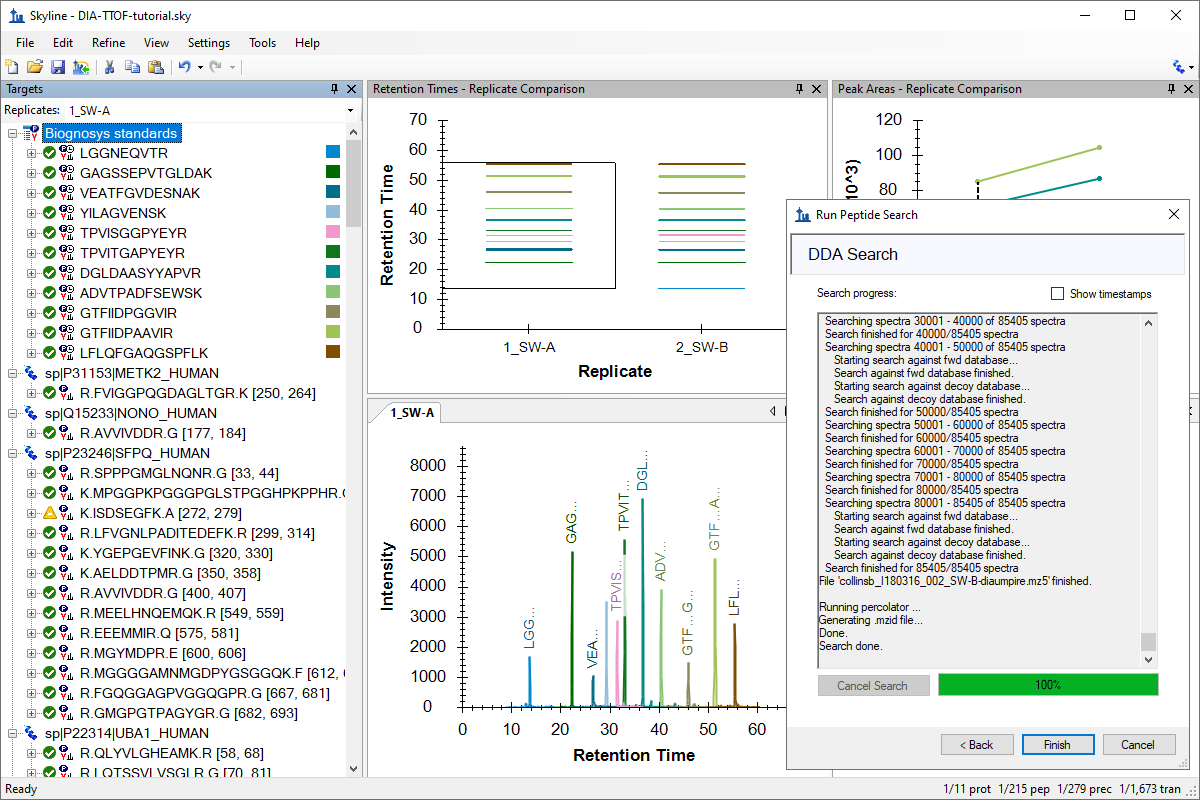 Skyline - DIA-TTOF-tutorial.sky
File Edit Refine View Settings Tools Help
Targets
Replicates: 1_SW-A
Biognosys standards
LGGNEQVTR
GAGSSEPVTGLDAK
VEATFGVDESNAK
YILAGVENSK
TPVISGGPYEYR
TPVITGAPYEYR
DGLDAASYYAPVR
ADVTPADFSEWSK
GTFIIDPGGVIR
GTFIIDPAAVIR
LFLQFGAQGSPFLK
sp|P31153|METK2_HUMAN
R.FVIGGPQGDAGLTGR.K [250, 264]
sp|Q15233|NONO_HUMAN
R.AVVIVDDR.G [177, 184]
sp|P23246|SFPQ_HUMAN
R.SPPPGMGLNQNR.G [33, 44]
K.MPGGPKPGGGPGLSTPGGHPKPPHR.G
K.ISDSEGFK.A [272, 279]
R.LFVGNLPADITEDEFK.R [299, 314]
K.YGEPGEVFINK.G [320, 330]
K.AELDDTPMR.G [350, 358]
R.AVVIVDDR.G [400, 407]
R.MEELHNQEMQK.R [549, 559]
R.EEEMMIR.Q [575, 581]
R.MGYMDPR.E [600, 606]
R.MGGGGAMNMGDPYGSGGQK.F [612, 6
R.FGQGGAGPVGGQGPR.G [667, 681]
R.GMGPGTPAGYGR.G [682, 693]
sp|P22314|UBA1_HUMAN
R.QLYVLGHEAMK.R [58, 68]
R.LQTSSVLVSGLR.G [70, 81]
Retention Times - Replicate Comparison
Retention Time
70
60
50
40
30
20
10
0
1_SW-A 2_SW-B
Replicate
1_SW-A
Intensity
8000
7000
6000
5000
4000
3000
2000
1000
0
LGG...
GAG...
VEA...
TPVIS...
TPVIT...
DGL...
ADV...
GTF...G...
GTF...A...
LFL...
0 10 20 30 40 50 60
Retention Time
Peak Areas - Replicate Comparison
120
100
80
10^3)
Run Peptide Search
DDA Search
Search progress:
Show timestamps
Searching spectra 30001 - 40000 of 85405 spectra
Search finished for 40000/85405 spectra
Searching spectra 40001 - 50000 of 85405 spectra
Starting search against fwd database...
Search against fwd database finished.
Starting search against decoy database...
Search against decoy database finished.
Search finished for 50000/85405 spectra
Searching spectra 50001 - 60000 of 85405 spectra
Search finished for 60000/85405 spectra
Searching spectra 60001 - 70000 of 85405 spectra
Search finished for 70000/85405 spectra
Searching spectra 70001 - 80000 of 85405 spectra
Search finished for 80000/85405 spectra
Searching spectra 80001 - 85405 of 85405 spectra
Starting search against fwd database...
Search against fwd database finished.
Starting search against decoy database...
Search against decoy database finished.
Search finished for 85405/85405 spectra
File 'collinsb_I180316_002_SW-B-diaumpire.mz5' finished.
Running percolator ...
Generating .mzid file...
Done.
Search done.
Cancel Search
100%
< Back
Finish
Cancel
Ready
1/11 prot 1/215 pep 1/279 prec 1/1,673 tran